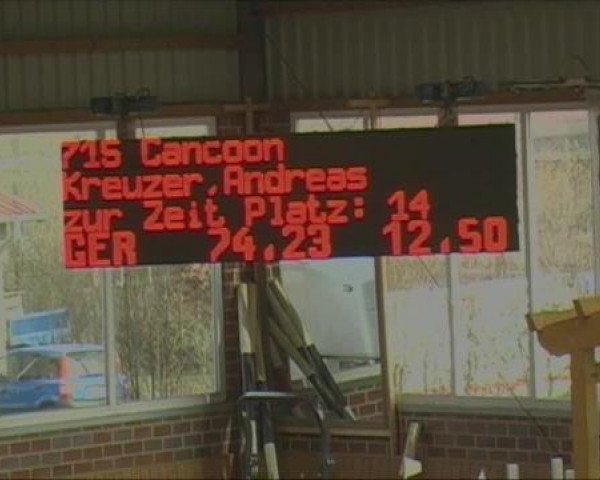 715 Cancoon
Kreuzer,Andreas
zur Zeit Platz: 14
GER 74.23 12.50